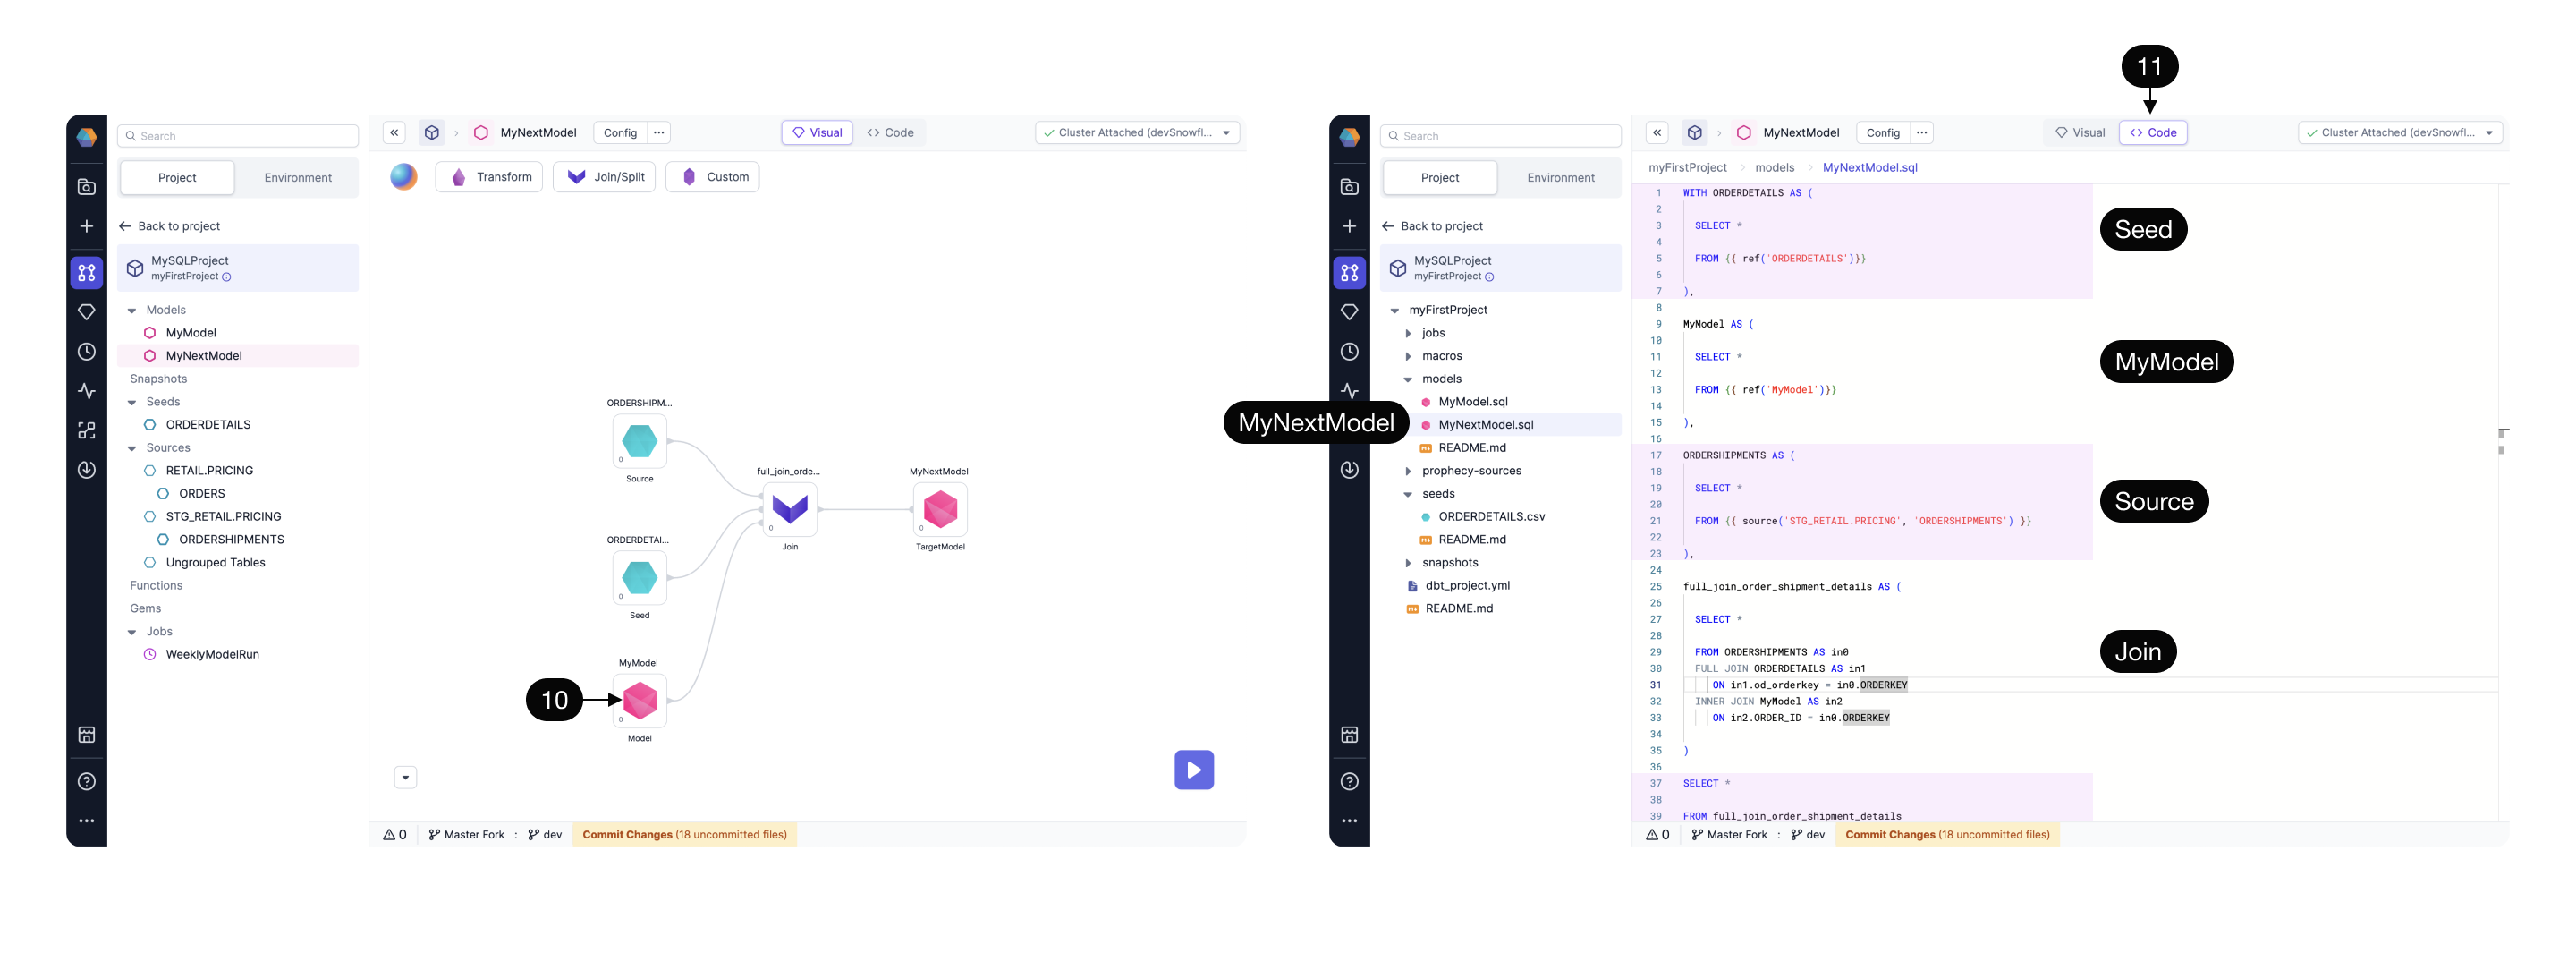 11
Search
MyNextModel
Config
Visual
<> Code
Cluster Attached (devSnowfl...
Project
Environment
Transform
Join/Split
Custom
Back to project
MySQLProject
myFirstProject
Models
MyModel
MyNextModel
Snapshots
Seeds
ORDERDETAILS
Sources
RETAIL.PRICING
ORDERS
STG_RETAIL.PRICING
ORDERSHIPMENTS
Ungrouped Tables
Functions
Gems
Jobs
WeeklyModelRun
ORDERSHIPM...
0
Source
ORDERDETAI...
0
Seed
MyModel
10
0
Model
full_join_orde...
0
Join
MyNextModel
0
TargetModel
0
Master Fork : dev
Commit Changes (18 uncommitted files)
Search
MyNextModel
Config
Visual
<> Code
Cluster Attached (devSnowfl...
Project
Environment
Back to project
MySQLProject
myFirstProject
myFirstProject
jobs
macros
models
MyModel.sql
MyNextModel
MyNextModel.sql
README.md
prophecy-sources
seeds
ORDERDETAILS.csv
README.md
snapshots
dbt_project.yml
README.md
myFirstProject > models > MyNextModel.sql
1 WITH ORDERDETAILS AS (
2
3 SELECT *
4
5 FROM {{ ref('ORDERDETAILS')}}
6
7 ),
8
9 MyModel AS (
10
11 SELECT *
12
13 FROM {{ ref('MyModel')}}
14
15 ),
16
17 ORDERSHIPMENTS AS (
18
19 SELECT *
20
21 FROM {{ source('STG_RETAIL.PRICING', 'ORDERSHIPMENTS') }}
22
23 ),
24
25 full_join_order_shipment_details AS (
26
27 SELECT *
28
29 FROM ORDERSHIPMENTS AS in0
30 FULL JOIN ORDERDETAILS AS in1
31 ON in1.od_orderkey = in0.ORDERKEY
32 INNER JOIN MyModel AS in2
33 ON in2.ORDER_ID = in0.ORDERKEY
34
35 )
36
37 SELECT *
38
39 FROM full_join_order_shipment_details
Seed
MyModel
Source
Join
0
Master Fork : dev
Commit Changes (18 uncommitted files)